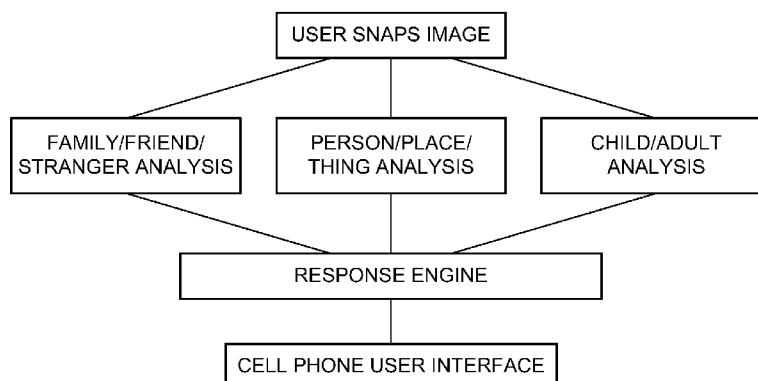 USER SNAPS IMAGE
FAMILY/FRIEND/
STRANGER ANALYSIS
PERSON/PLACE/
THING ANALYSIS
CHILD/ADULT
ANALYSIS
RESPONSE ENGINE
CELL PHONE USER INTERFACE